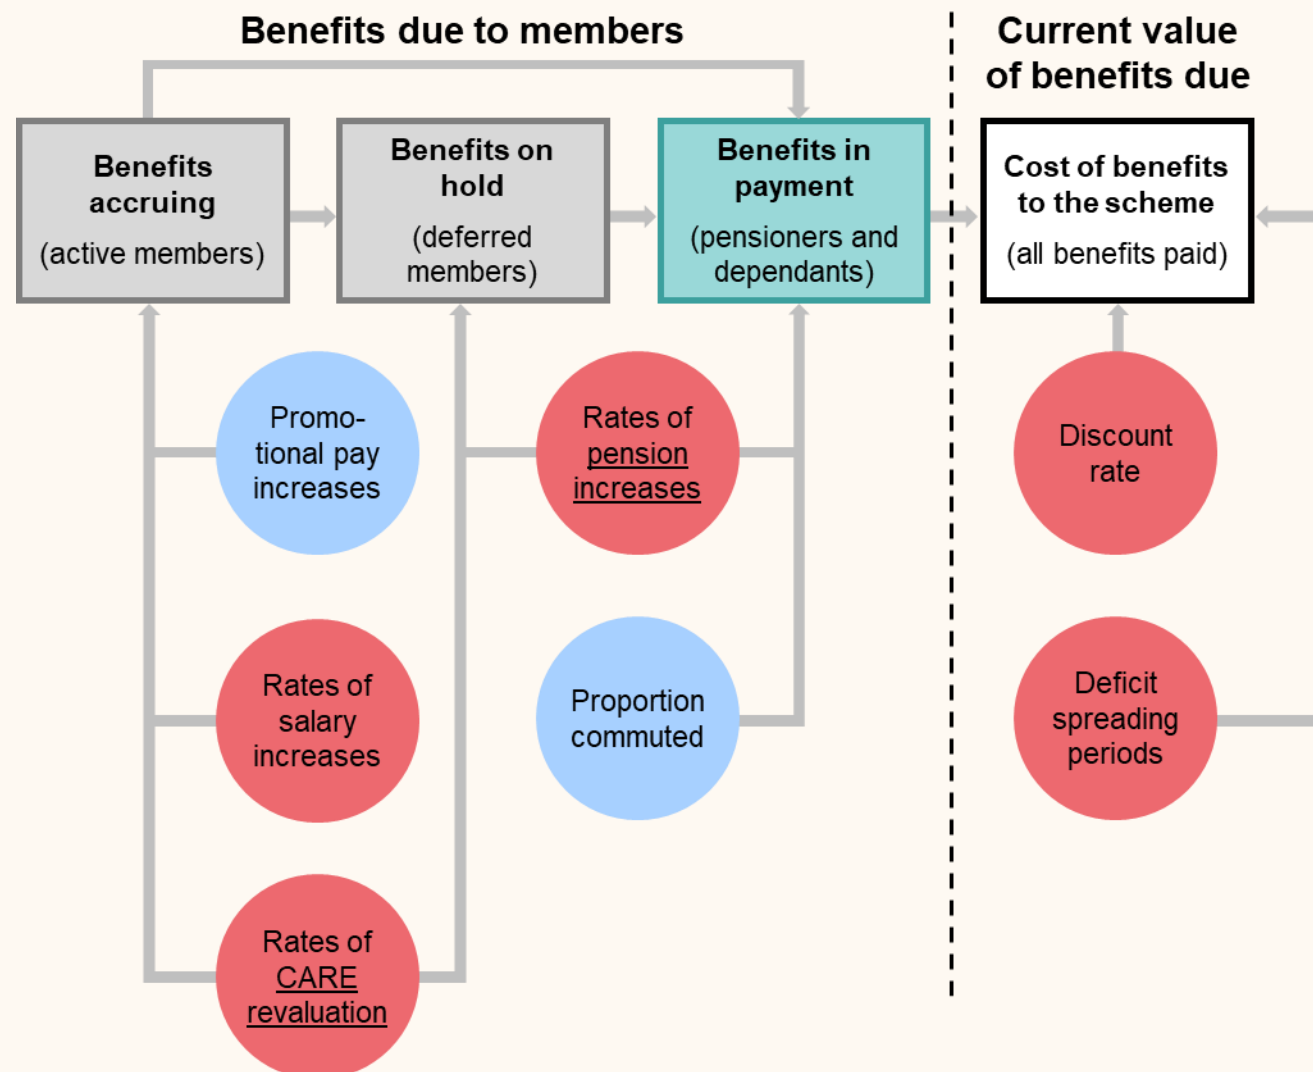 Benefits due to members
Current value
of benefits due
Benefits
accruing
(active members)
Benefits on
hold
(deferred
members)
Benefits in
payment
(pensioners and
dependants)
Cost of benefits
to the scheme
(all benefits paid)
Promo-
tional pay
increases
Rates of
pension
increases
Discount
rate
Rates of
salary
increases
Proportion
commuted
Deficit
spreading
periods
Rates of
CARE
revaluation